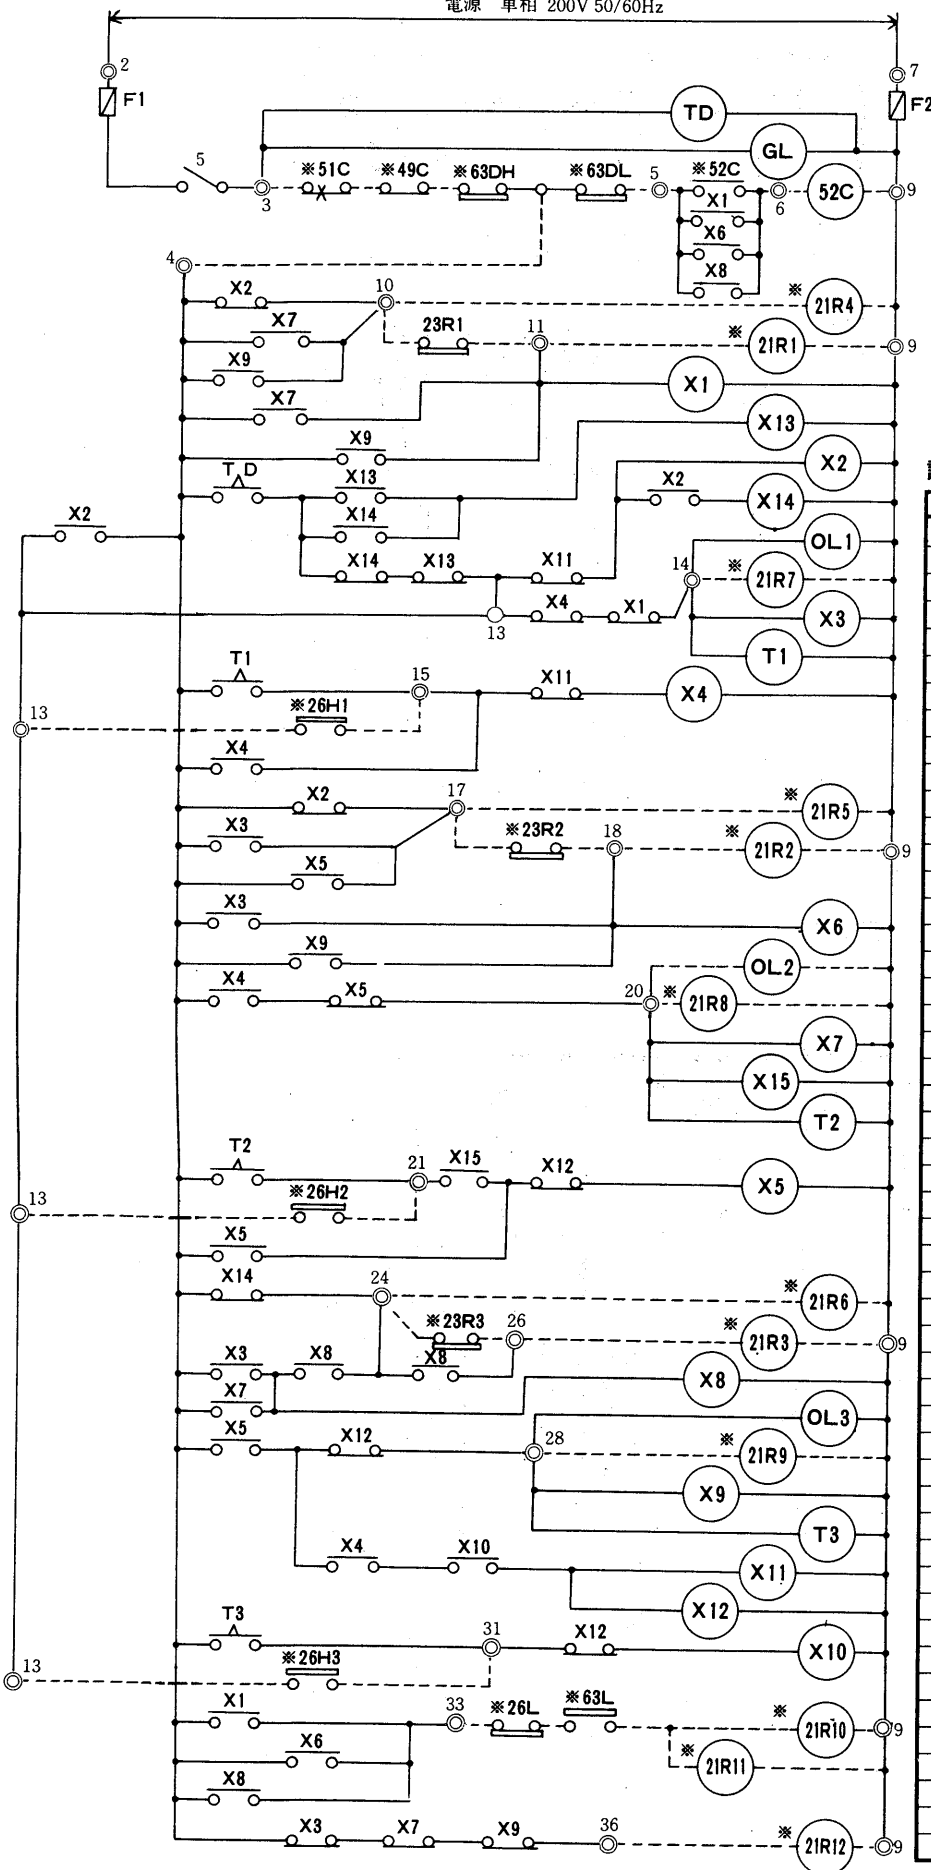 電源 単相 200V 50/60Hz
2
7
F1
F2
TD
GL
5
3
※51C
※49C
※63DH
※63DL
5
※52C
6
52C
9
X1
X6
X8
4
X2
10
※
21R4
X7
23R1
11
※
21R1
9
X9
X1
X7
X13
X9
X2
TD
X13
X2
X14
X2
X14
OL1
X14
X13
X11
14
※
21R7
13
X4
X1
X3
T1
T1
15
X11
X4
13
※26H1
X4
X2
17
※
21R5
X3
※23R2
18
※
21R2
9
X5
X3
X6
X9
OL2
X4
X5
20
※
21R8
X7
X15
T2
T2
21
X15
X12
X5
13
※26H2
X5
X14
24
※
21R6
※23R3
26
※
21R3
9
X3
X8
X8
X8
X7
OL3
X5
X12
28
※
21R9
X9
T3
X4
X10
X11
X12
T3
31
X12
X10
13
※26H3
X1
33
※26L
※63L
※
21R10
9
X6
※
21R11
X8
X3
X7
X9
36
※
21R12
9